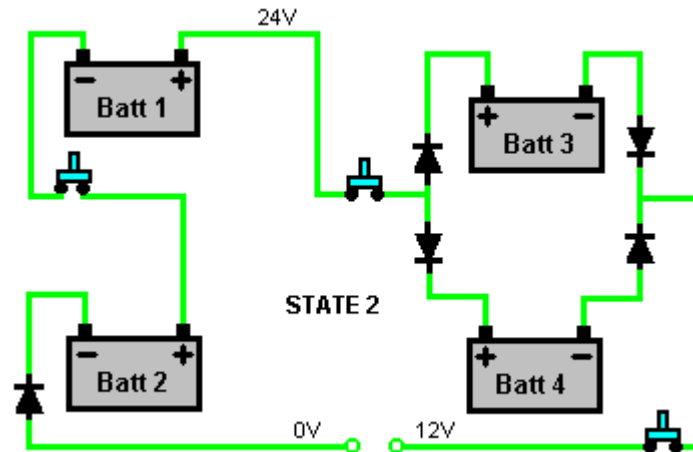 24V
− +
Batt 1
+ −
Batt 3
STATE 2
− +
Batt 2
+ −
Batt 4
0V
12V